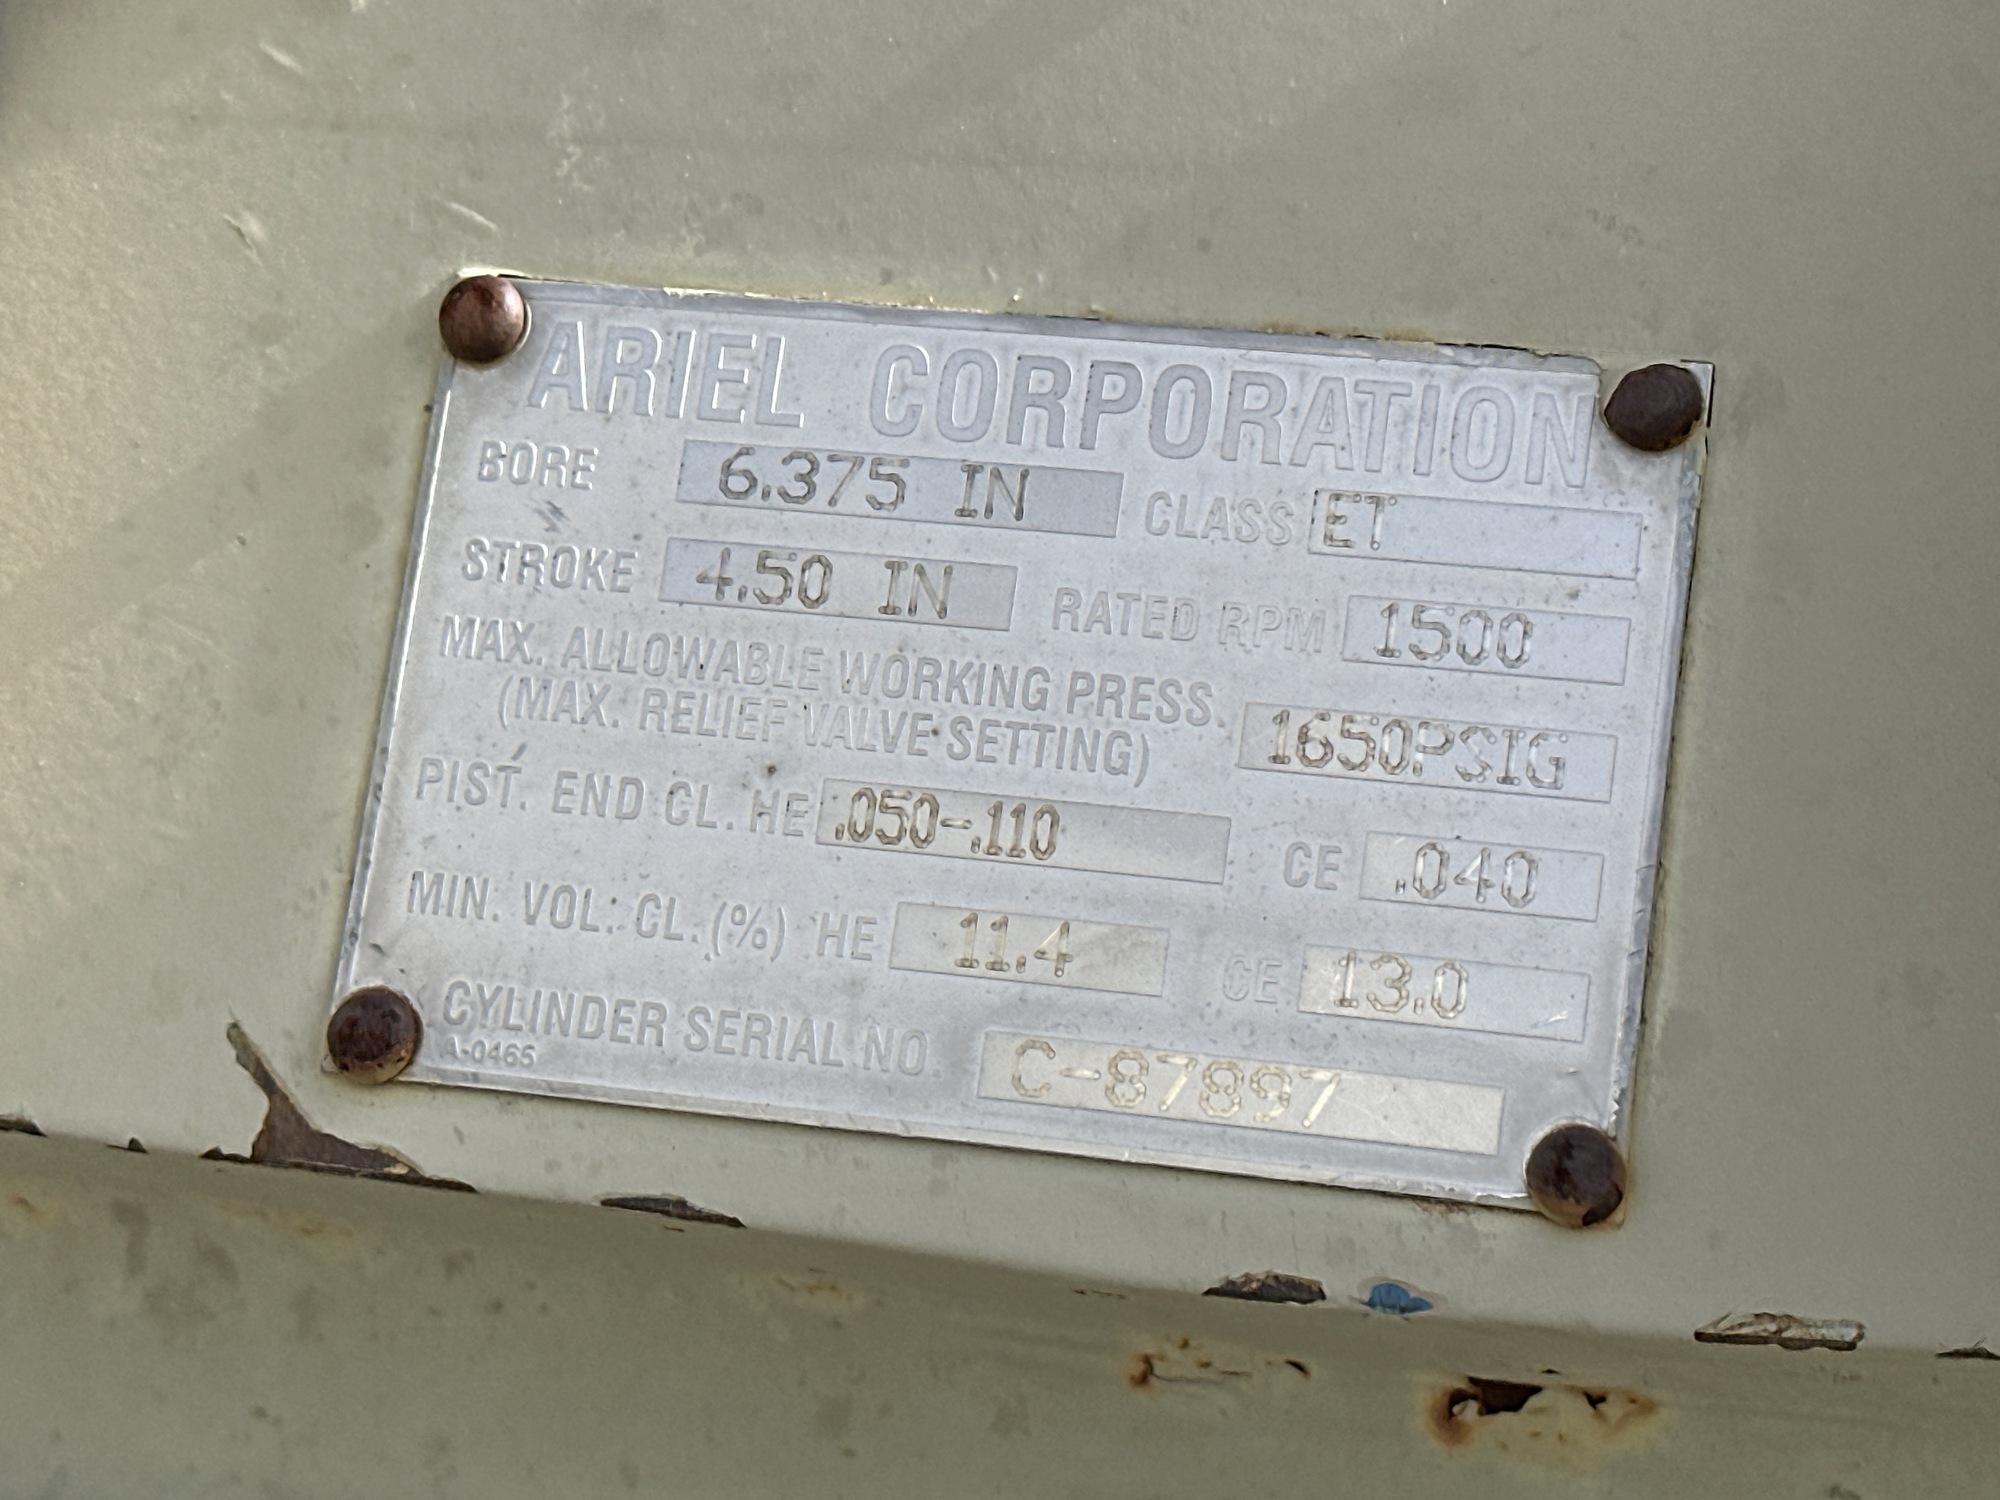 ARIEL CORPORATION
BORE 6.375 IN CLASS ET
STROKE 4.50 IN RATED RPM 1500
MAX. ALLOWABLE WORKING PRESS.
(MAX. RELIEF VALVE SETTING) 1650PSIG
PIST. END CL. HE .050-.110 CE .040
MIN. VOL. CL. (%) HE 11.4 CE 13.0
CYLINDER SERIAL NO. C-87897
A-0465